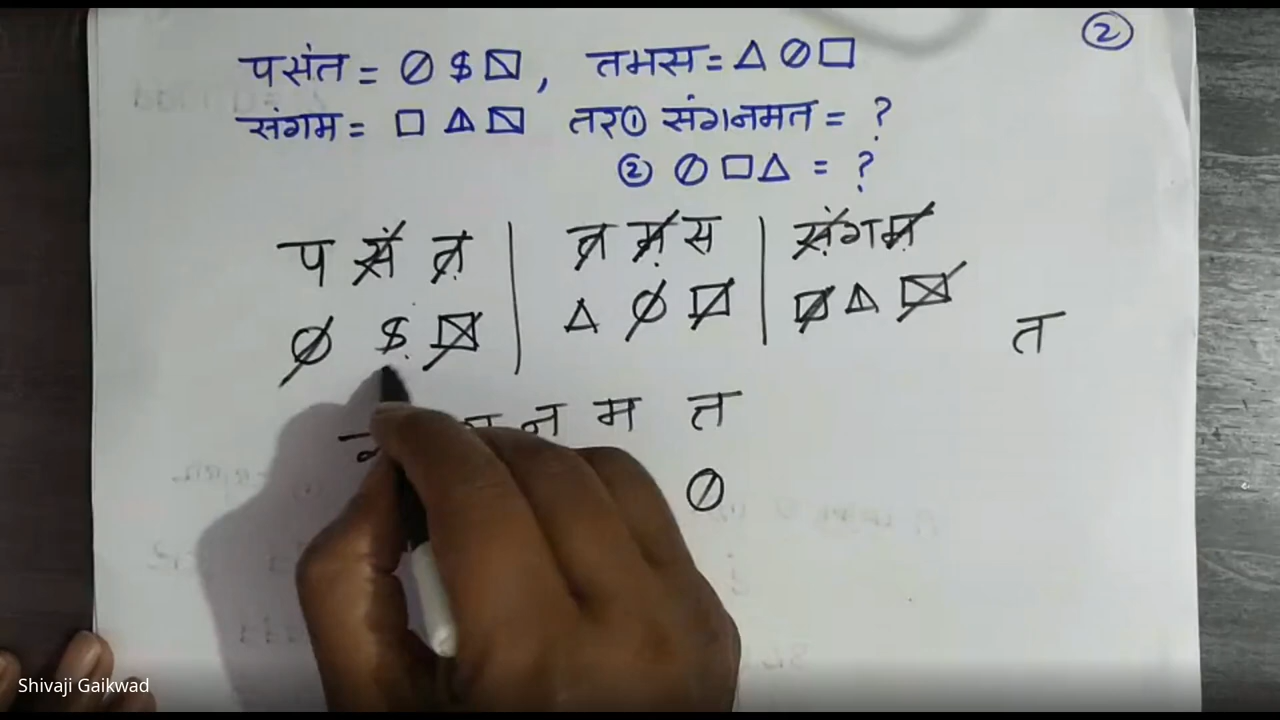 ②
पसंत = ⊘ $ ⧅ , तमस = △ ⊘ □
संगम = □ △ ⧅ तर ① संगनमत = ?
② ⊘ □ △ = ?
प सं त | त म स | संगम
⊘ $ ⧅ | △ ⊘ □ | □ △ ⧅
त
न म त
⊘
Shivaji Gaikwad